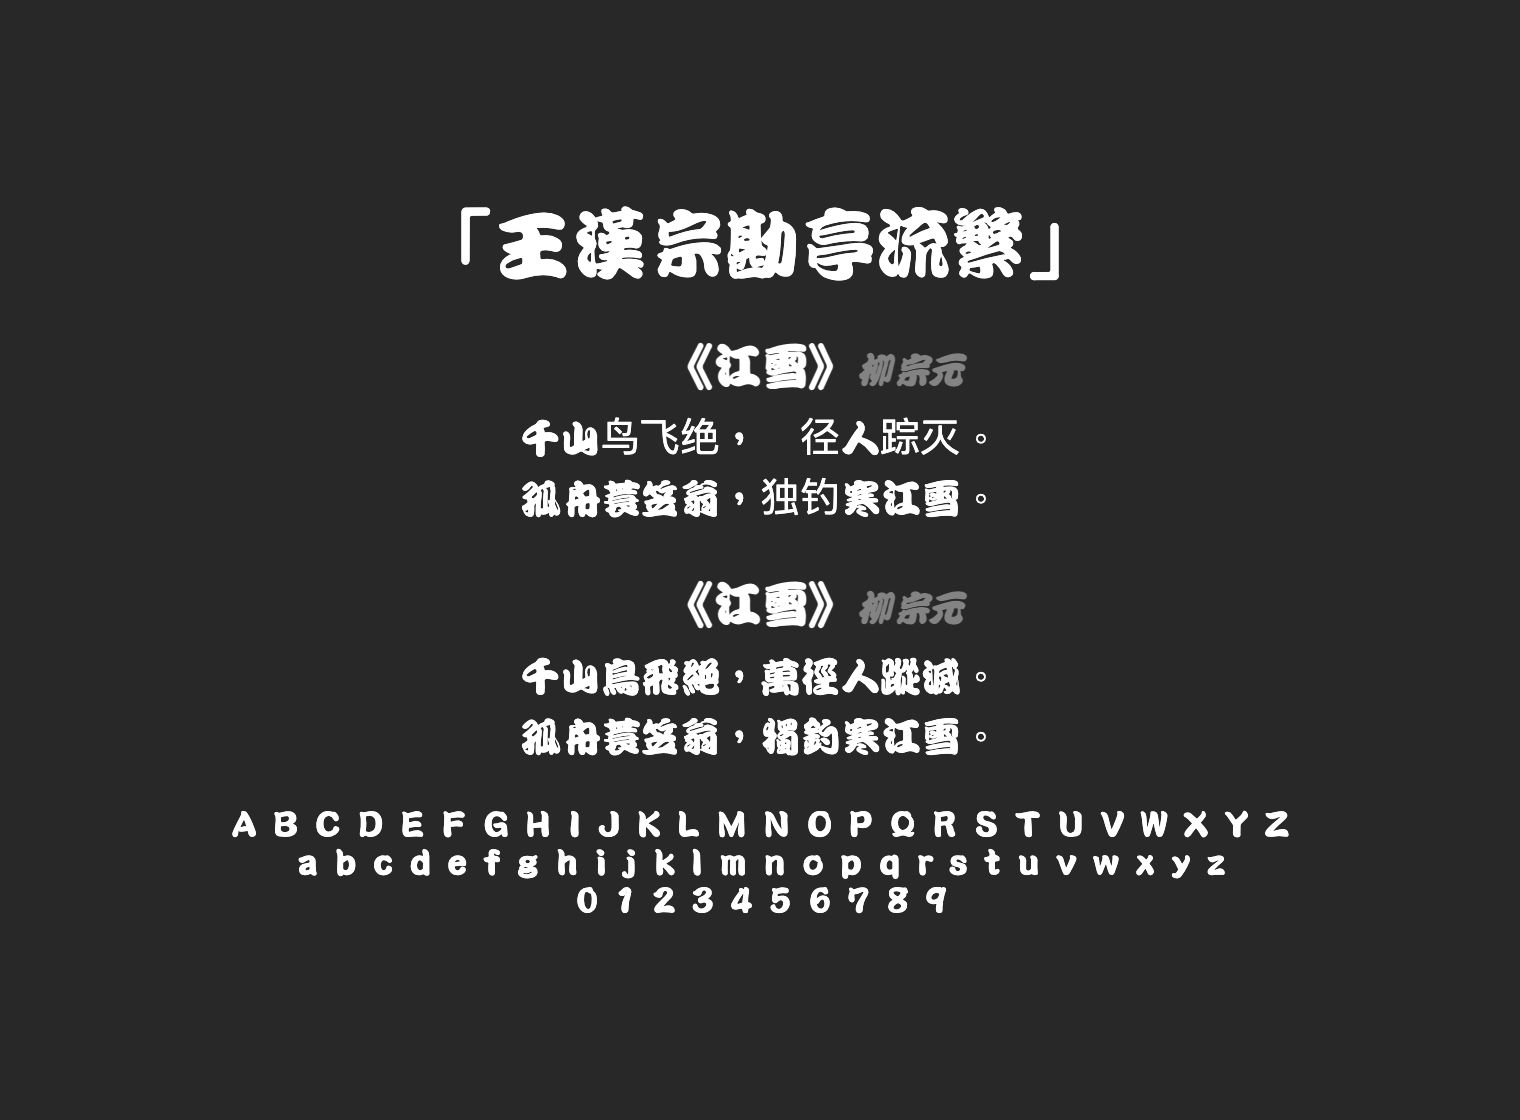 「王漢宗勘亭流繁」
《江雪》 柳宗元
千山鸟飞绝，　径人踪灭。
孤舟蓑笠翁，独钓寒江雪。
《江雪》 柳宗元
千山鳥飛絕，萬徑人蹤滅。
孤舟蓑笠翁，獨釣寒江雪。
A B C D E F G H I J K L M N O P Q R S T U V W X Y Z
a b c d e f g h i j k l m n o p q r s t u v w x y z
0 1 2 3 4 5 6 7 8 9